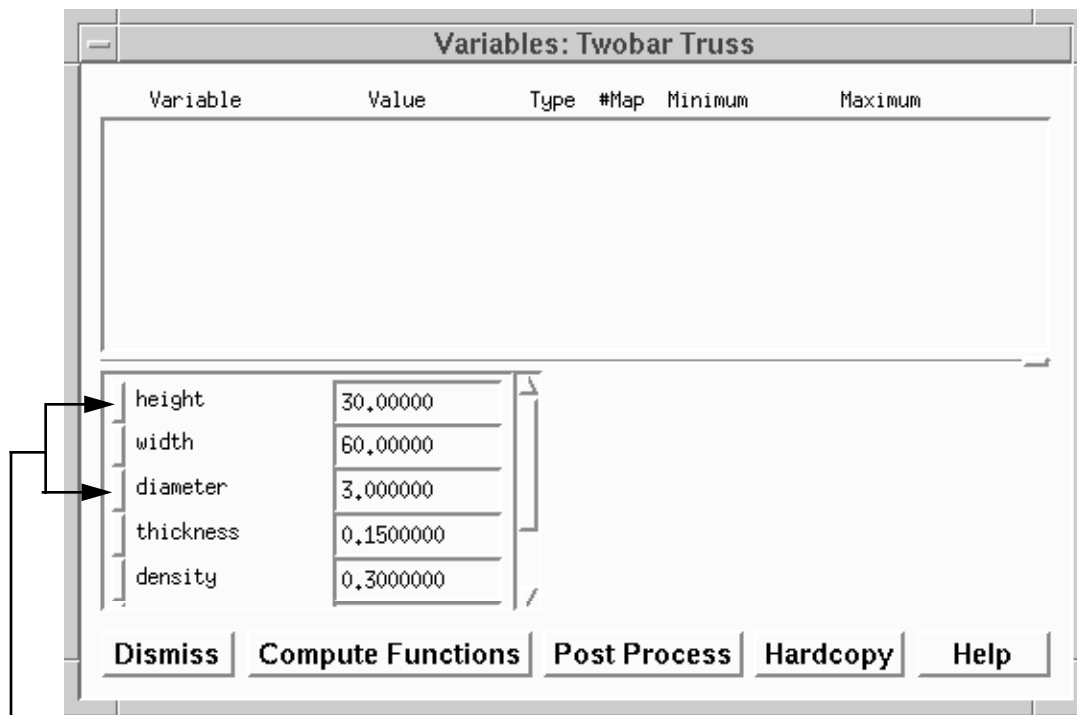 Variables: Twobar Truss
Variable Value Type #Map Minimum Maximum
height 30.00000
width 60.00000
diameter 3.000000
thickness 0.1500000
density 0.3000000
Dismiss Compute Functions Post Process Hardcopy Help